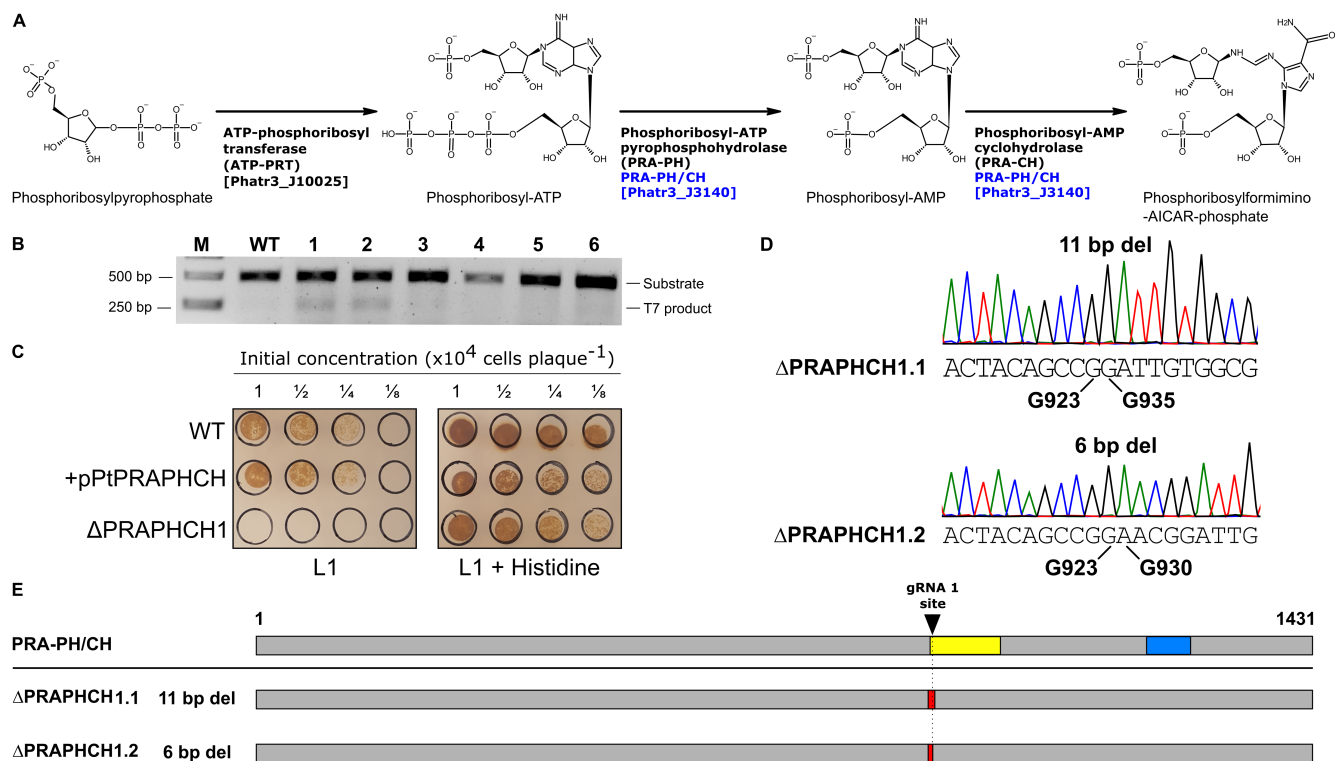 A
Phosphoribosylpyrophosphate
ATP-phosphoribosyl
transferase
(ATP-PRT)
[Phatr3_J10025]
Phosphoribosyl-ATP
Phosphoribosyl-ATP
pyrophosphohydrolase
(PRA-PH)
PRA-PH/CH
[Phatr3_J3140]
Phosphoribosyl-AMP
Phosphoribosyl-AMP
cyclohydrolase
(PRA-CH)
PRA-PH/CH
[Phatr3_J3140]
Phosphoribosylformimino
-AICAR-phosphate
B
M WT 1 2 3 4 5 6
500 bp
250 bp
Substrate
T7 product
C
Initial concentration (x10⁴ cells plaque⁻¹)
1 ½ ¼ ⅛ 1 ½ ¼ ⅛
WT
+pPtPRAPHCH
ΔPRAPHCH1
L1
L1 + Histidine
D
11 bp del
ΔPRAPHCH1.1
ACTACAGCCGGATTGTGGCG
G923 G935
6 bp del
ΔPRAPHCH1.2
ACTACAGCCGGAACGGATTG
G923 G930
E
gRNA 1
site
1 1431
PRA-PH/CH
ΔPRAPHCH1.1 11 bp del
ΔPRAPHCH1.2 6 bp del